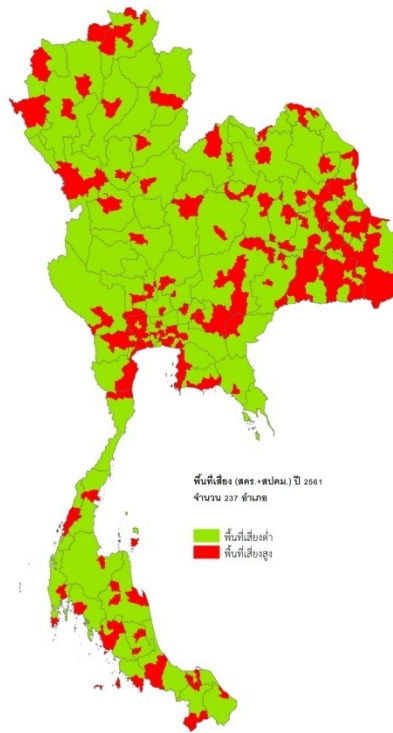 พื้นที่เสี่ยง (สคร.+สปคม.) ปี 2561
จำนวน 237 อำเภอ
พื้นที่เสี่ยงต่ำ
พื้นที่เสี่ยงสูง